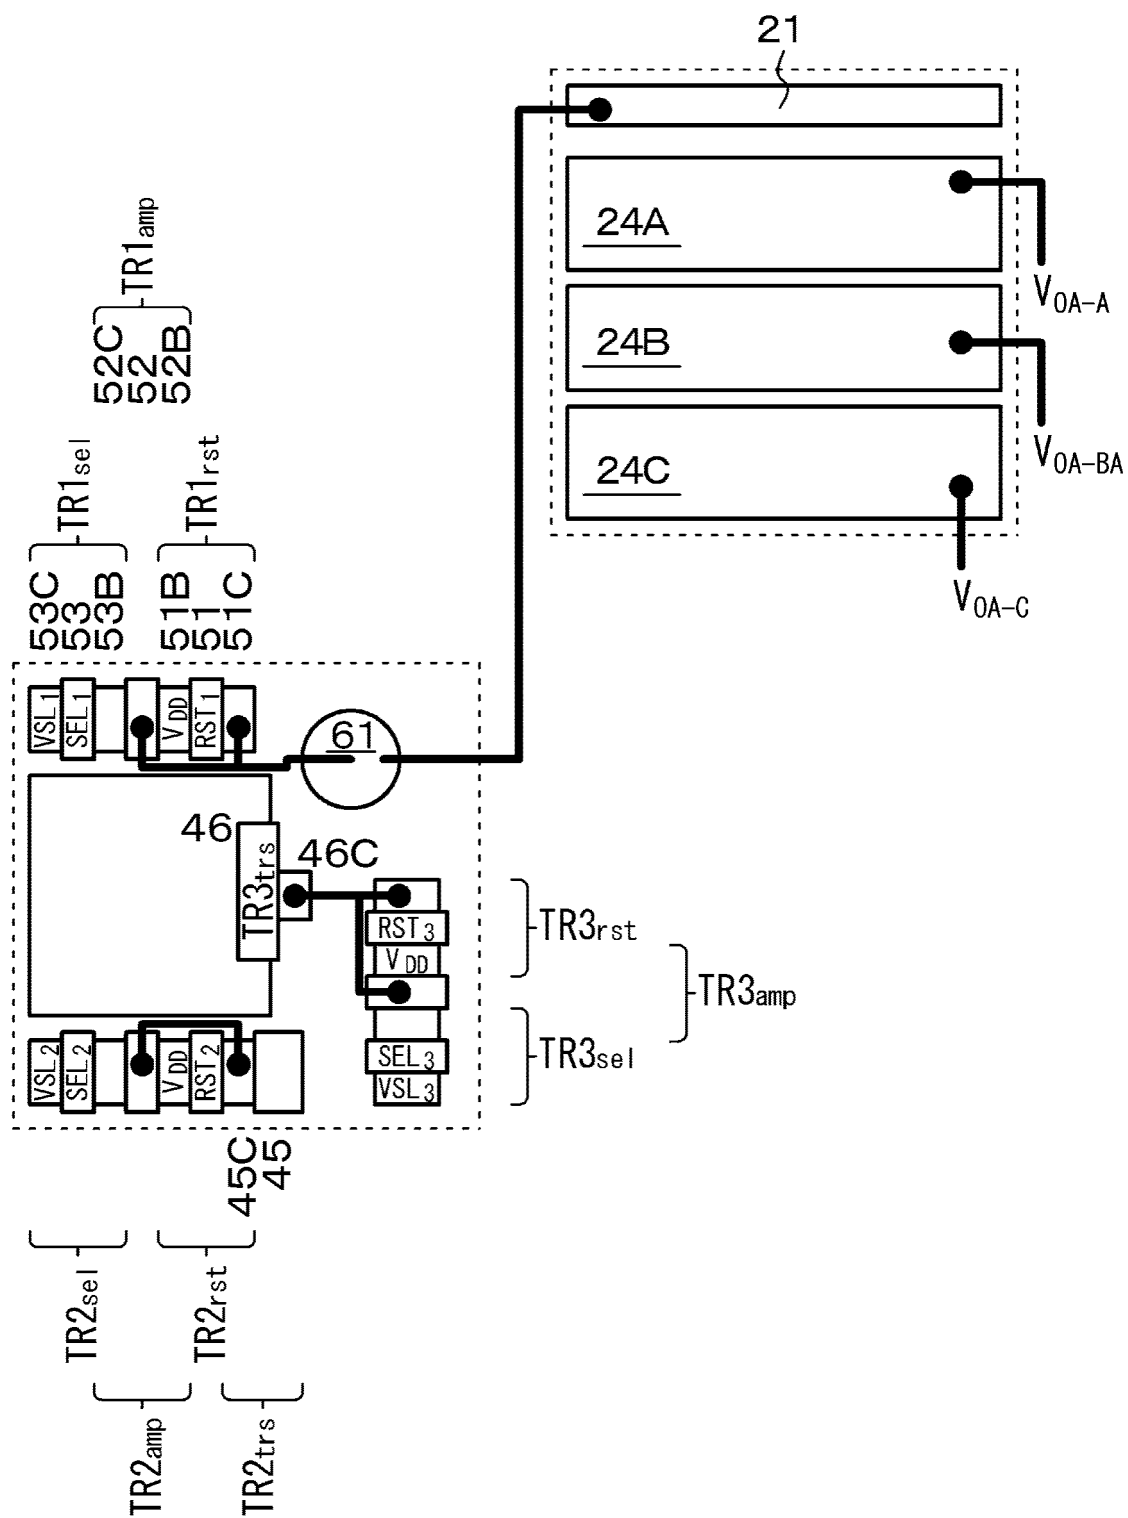 21
24A
V_OA-A
24B
V_OA-BA
24C
V_OA-C
TR1amp
52C
52
52B
TR1sel
TR1rst
53C
53
53B
51B
51
51C
VSL1
SEL1
VDD
RST1
61
46
TR3trs
46C
RST3
VDD
SEL3
VSL3
TR3rst
TR3amp
TR3sel
VSL2
SEL2
VDD
RST2
45C
45
TR2sel
TR2rst
TR2amp
TR2trs